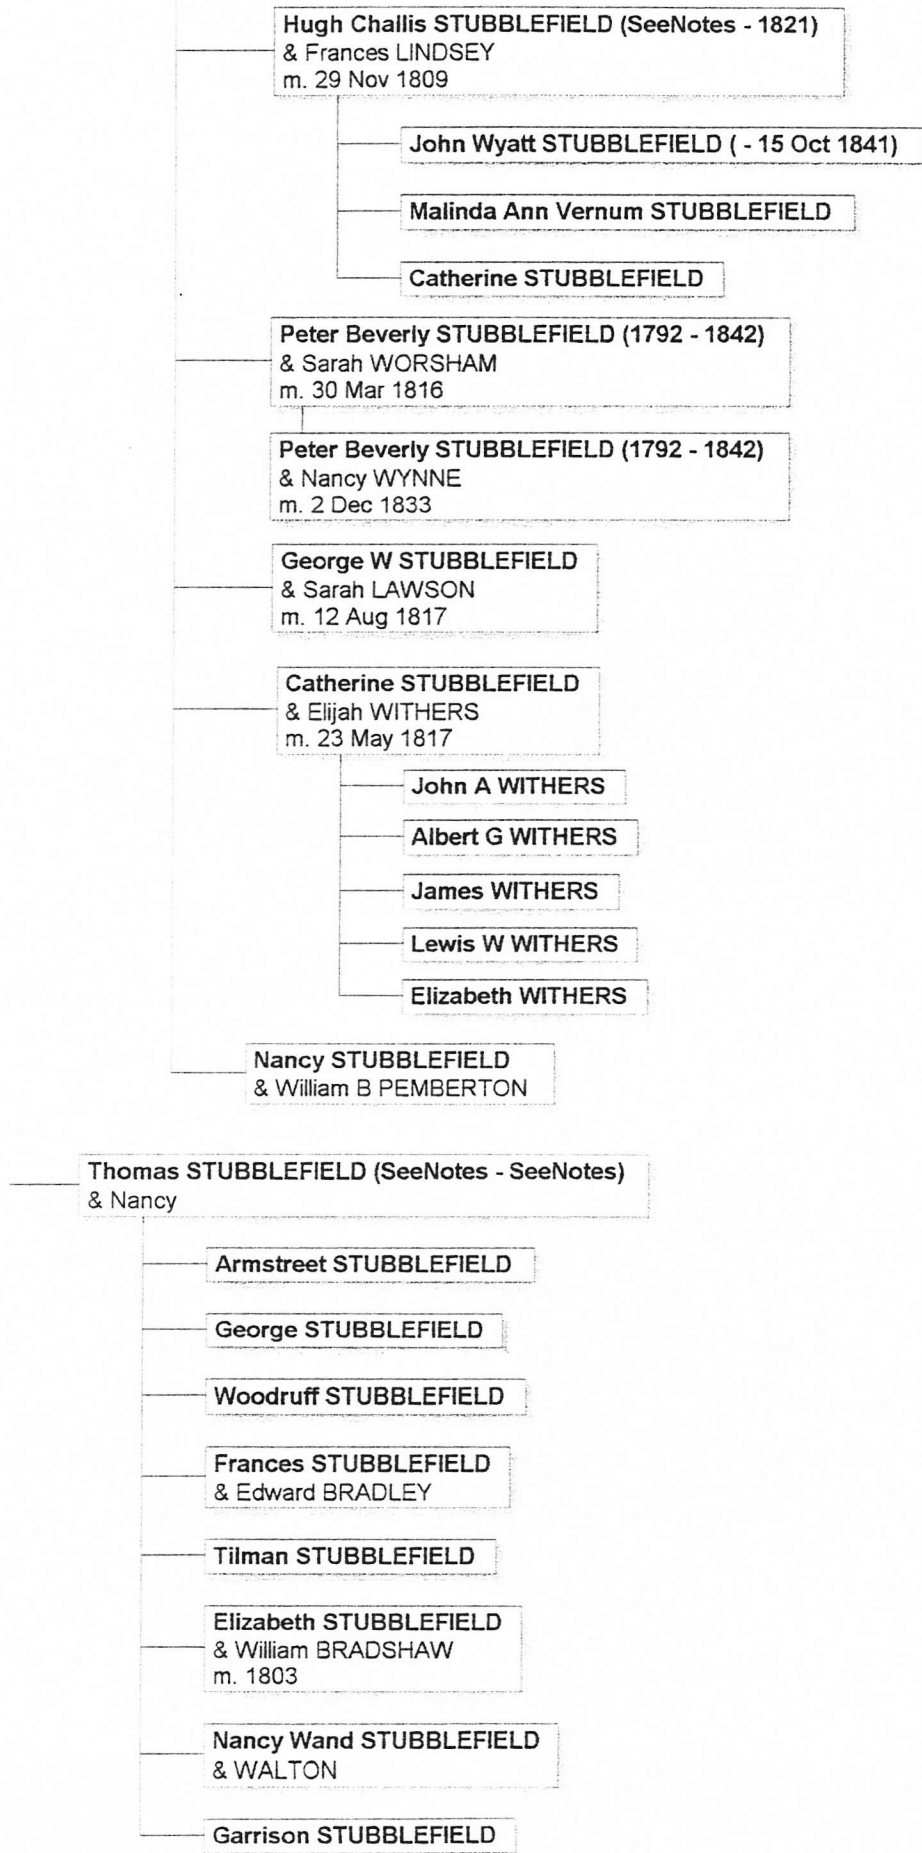 Hugh Challis STUBBLEFIELD (SeeNotes - 1821)
& Frances LINDSEY
m. 29 Nov 1809
John Wyatt STUBBLEFIELD ( - 15 Oct 1841)
Malinda Ann Vernum STUBBLEFIELD
Catherine STUBBLEFIELD
Peter Beverly STUBBLEFIELD (1792 - 1842)
& Sarah WORSHAM
m. 30 Mar 1816
Peter Beverly STUBBLEFIELD (1792 - 1842)
& Nancy WYNNE
m. 2 Dec 1833
George W STUBBLEFIELD
& Sarah LAWSON
m. 12 Aug 1817
Catherine STUBBLEFIELD
& Elijah WITHERS
m. 23 May 1817
John A WITHERS
Albert G WITHERS
James WITHERS
Lewis W WITHERS
Elizabeth WITHERS
Nancy STUBBLEFIELD
& William B PEMBERTON
Thomas STUBBLEFIELD (SeeNotes - SeeNotes)
& Nancy
Armstreet STUBBLEFIELD
George STUBBLEFIELD
Woodruff STUBBLEFIELD
Frances STUBBLEFIELD
& Edward BRADLEY
Tilman STUBBLEFIELD
Elizabeth STUBBLEFIELD
& William BRADSHAW
m. 1803
Nancy Wand STUBBLEFIELD
& WALTON
Garrison STUBBLEFIELD